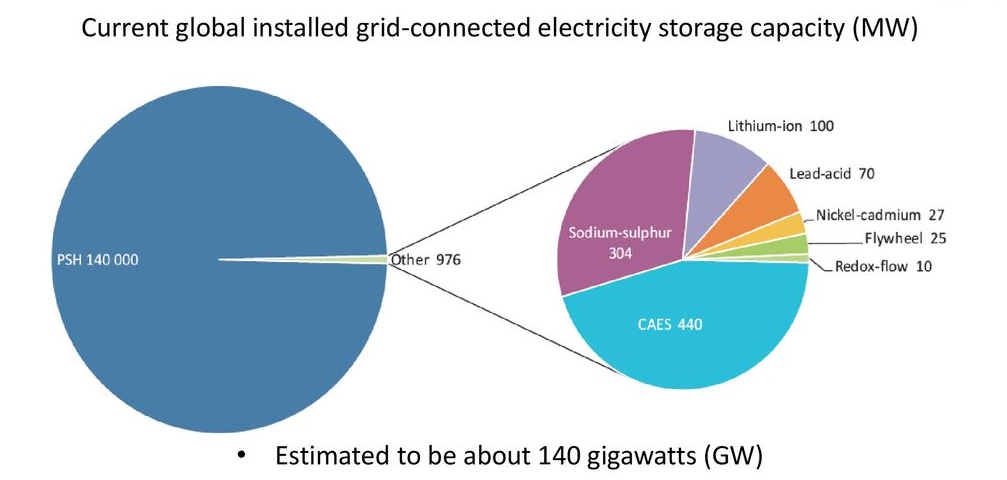 Current global installed grid-connected electricity storage capacity (MW)
PSH 140 000
Other 976
Lithium-ion 100
Lead-acid 70
Nickel-cadmium 27
Flywheel 25
Redox-flow 10
Sodium-sulphur
304
CAES 440
• Estimated to be about 140 gigawatts (GW)